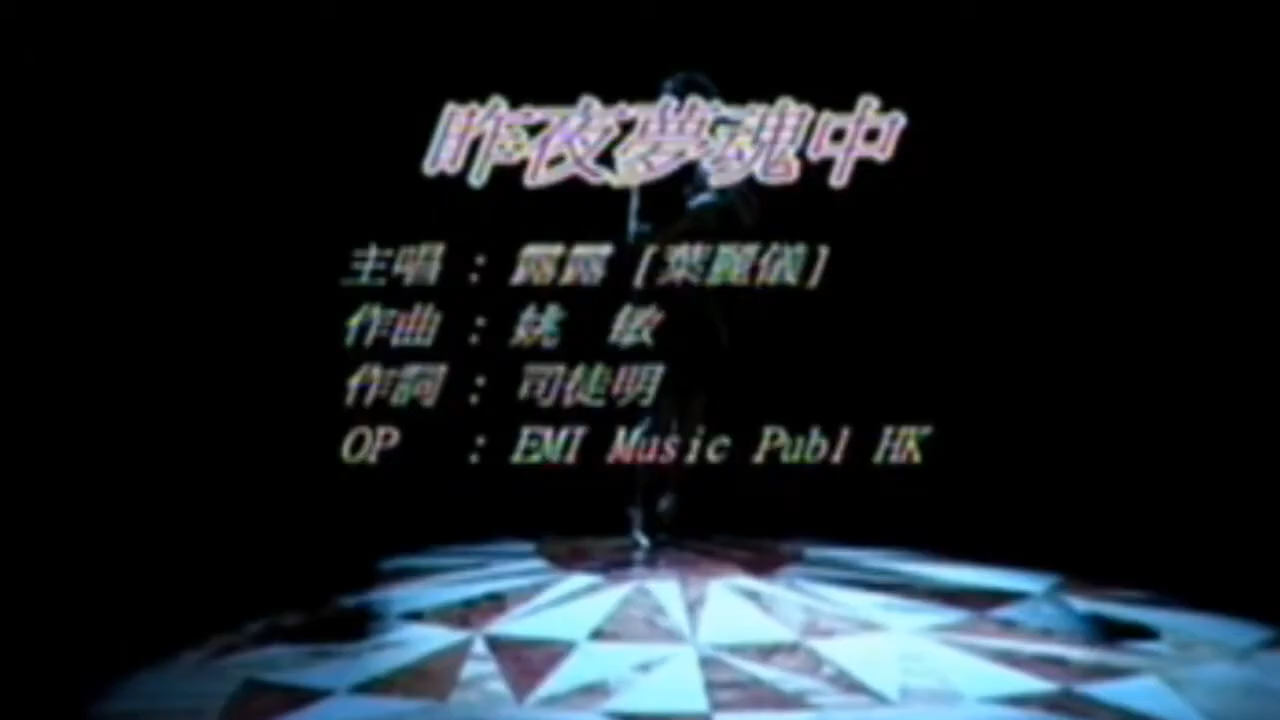 昨夜夢魂中
主唱 : 露露 [葉麗儀]
作曲 : 姚 敏
作詞 : 司徒明
OP : EMI Music Publ HK